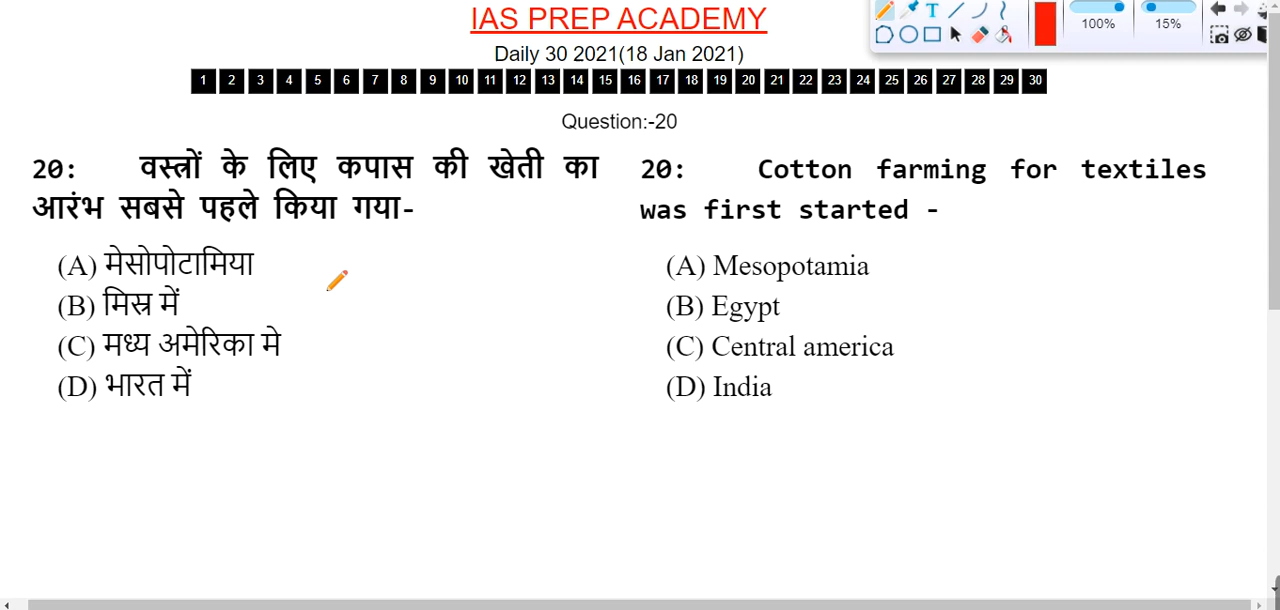 IAS PREP ACADEMY
Daily 30 2021(18 Jan 2021)
1 2 3 4 5 6 7 8 9 10 11 12 13 14 15 16 17 18 19 20 21 22 23 24 25 26 27 28 29 30
Question:-20
20: वस्त्रों के लिए कपास की खेती का
आरंभ सबसे पहले किया गया-
(A) मेसोपोटामिया
(B) मिस्र में
(C) मध्य अमेरिका मे
(D) भारत में
20: Cotton farming for textiles
was first started -
(A) Mesopotamia
(B) Egypt
(C) Central america
(D) India
T
100%
15%